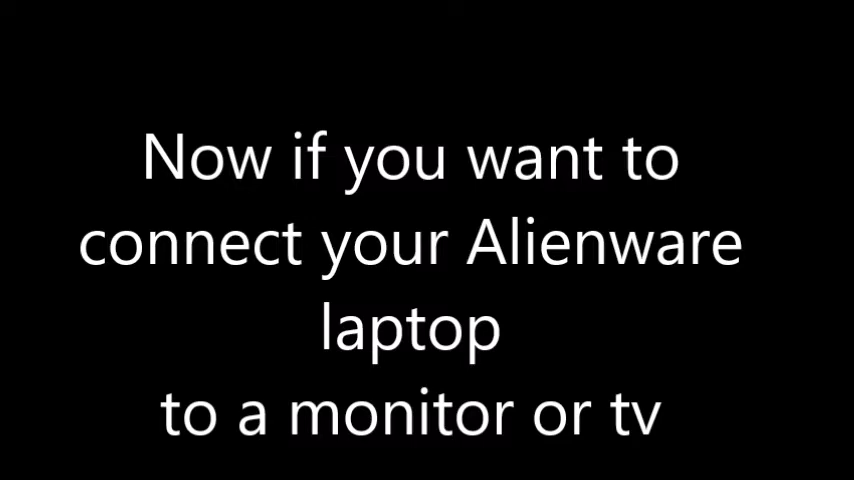 Now if you want to
connect your Alienware
laptop
to a monitor or tv